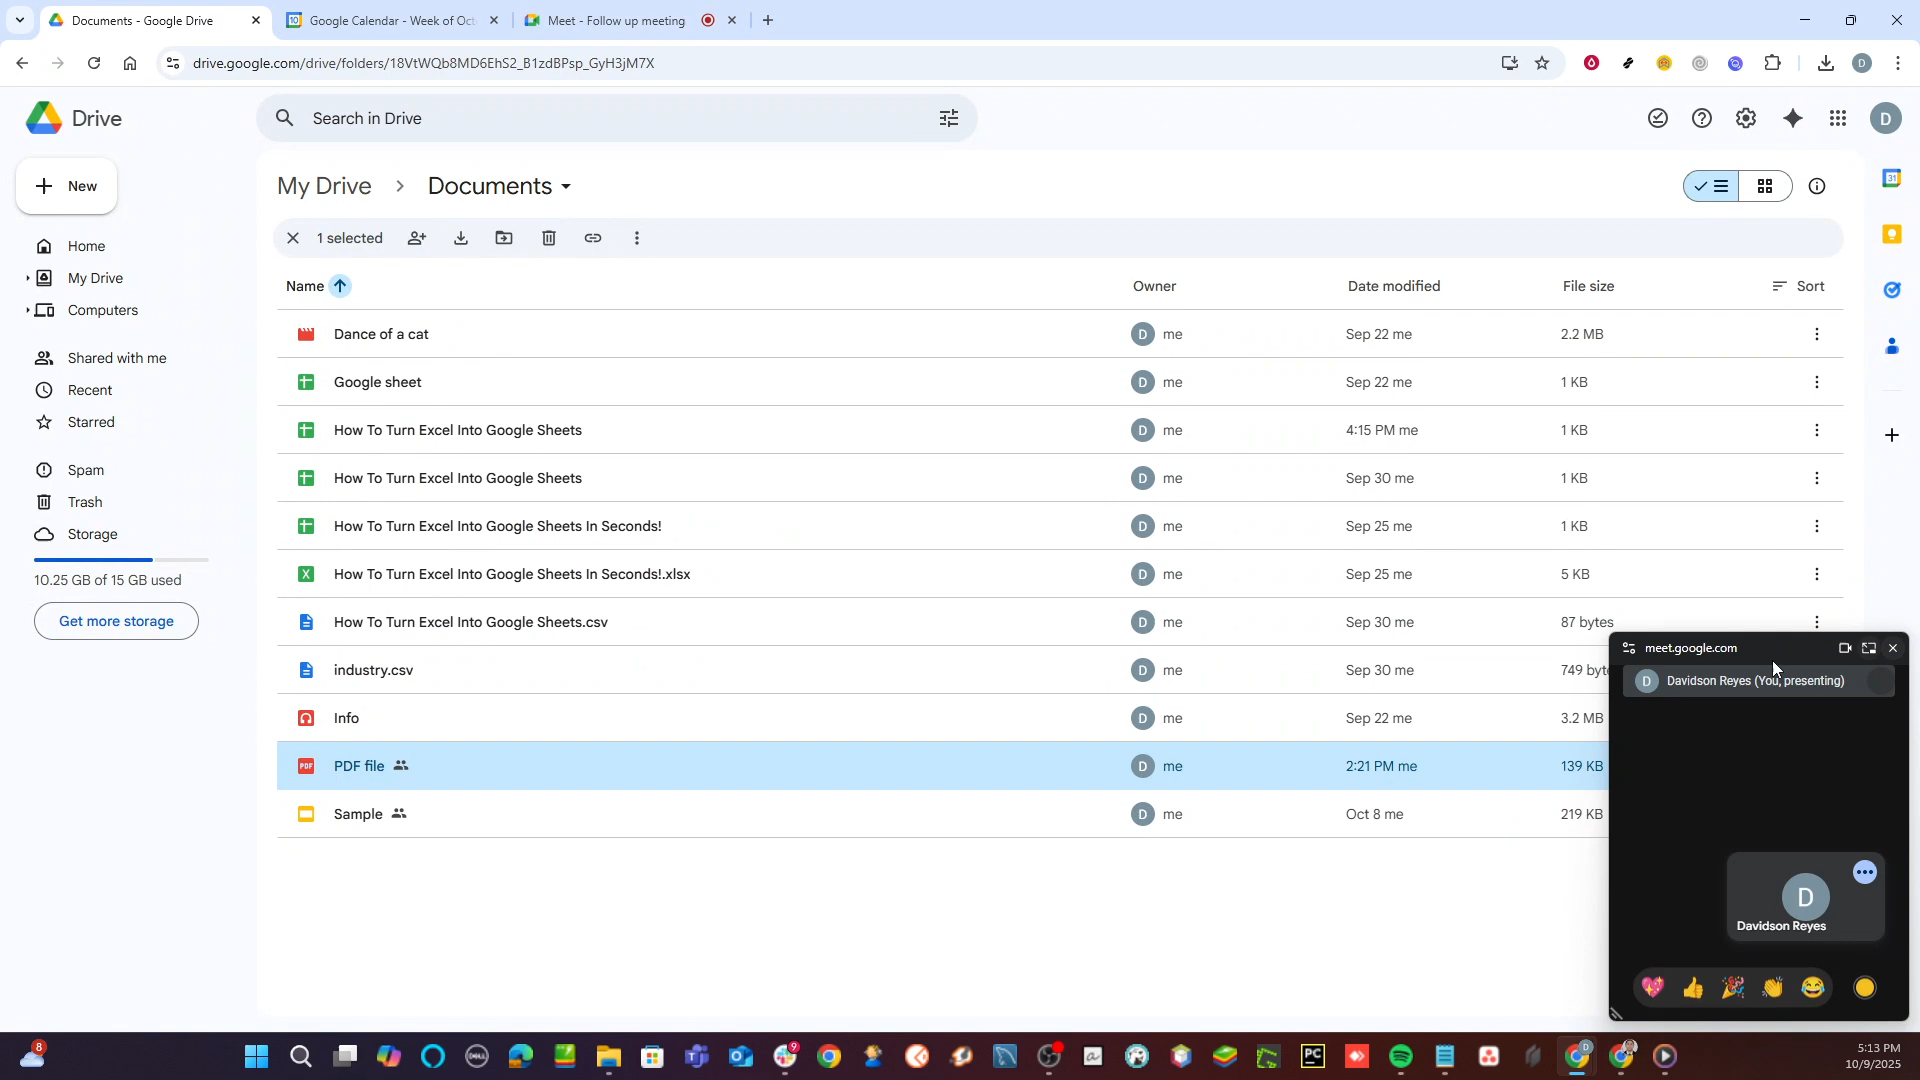 Documents - Google Drive
Google Calendar - Week of Oct
Meet - Follow up meeting
drive.google.com/drive/folders/18VtWQb8MD6EhS2_B1zdBPsp_GyH3jM7X
D
Drive
Search in Drive
D
New
My Drive
Documents
31
1 selected
Home
My Drive
Computers
Shared with me
Recent
Starred
Spam
Trash
Storage
10.25 GB of 15 GB used
Get more storage
Name Owner Date modified File size Sort
Dance of a cat D me Sep 22 me 2.2 MB
Google sheet D me Sep 22 me 1 KB
How To Turn Excel Into Google Sheets D me 4:15 PM me 1 KB
How To Turn Excel Into Google Sheets D me Sep 30 me 1 KB
How To Turn Excel Into Google Sheets In Seconds! D me Sep 25 me 1 KB
X How To Turn Excel Into Google Sheets In Seconds!.xlsx D me Sep 25 me 5 KB
How To Turn Excel Into Google Sheets.csv D me Sep 30 me 87 bytes
industry.csv D me Sep 30 me 749 byte
Info D me Sep 22 me 3.2 MB
PDF PDF file D me 2:21 PM me 139 KB
Sample D me Oct 8 me 219 KB
meet.google.com
D Davidson Reyes (You, presenting)
D
Davidson Reyes
8
DELL
9
PC
D
5:13 PM
10/9/2025